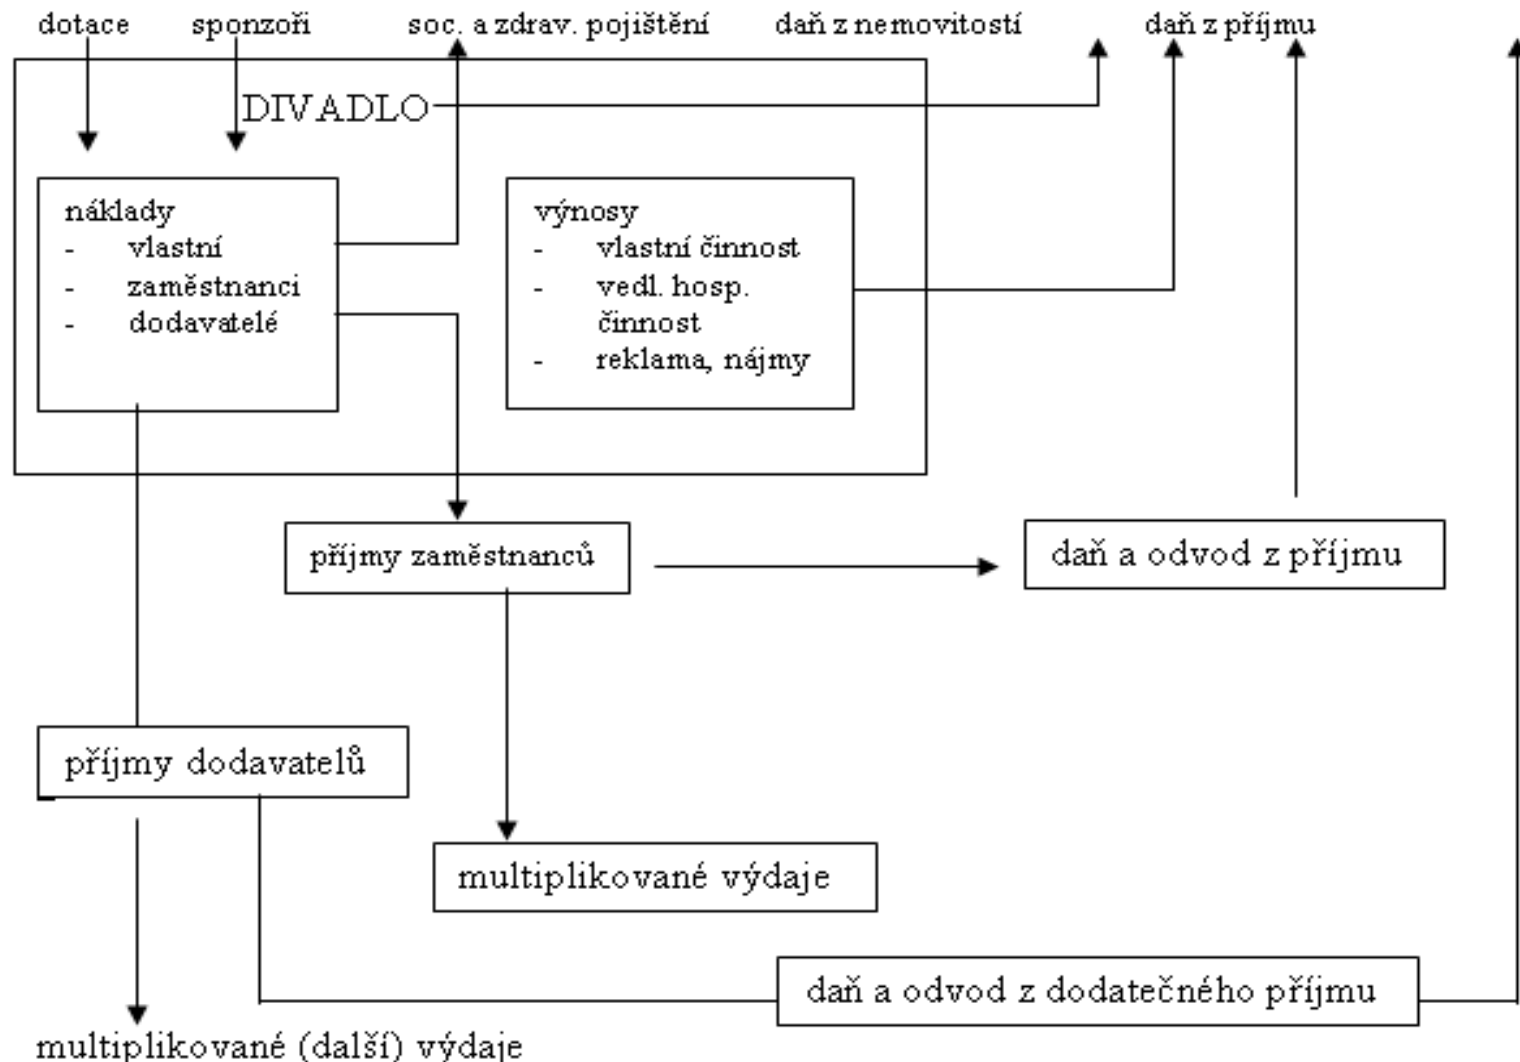 dotace sponzoři soc. a zdrav. pojištění daň z nemovitostí daň z příjmu
DIVADLO
náklady
- vlastní
- zaměstnanci
- dodavatelé
výnosy
- vlastní činnost
- vedl. hosp.
činnost
- reklama, nájmy
příjmy zaměstnanců
daň a odvod z příjmu
příjmy dodavatelů
multiplikované výdaje
daň a odvod z dodatečného příjmu
multiplikované (další) výdaje